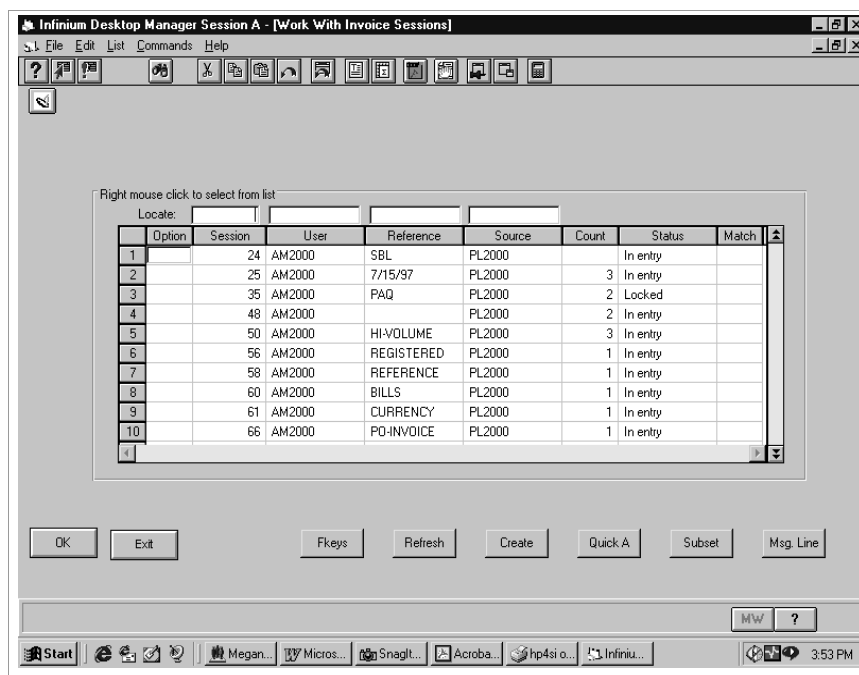 Infinium Desktop Manager Session A - [Work With Invoice Sessions]
File Edit List Commands Help
Right mouse click to select from list
Locate:
Option Session User Reference Source Count Status Match
1 24 AM2000 SBL PL2000 In entry
2 25 AM2000 7/15/97 PL2000 3 In entry
3 35 AM2000 PAQ PL2000 2 Locked
4 48 AM2000 PL2000 2 In entry
5 50 AM2000 HI-VOLUME PL2000 3 In entry
6 56 AM2000 REGISTERED PL2000 1 In entry
7 58 AM2000 REFERENCE PL2000 1 In entry
8 60 AM2000 BILLS PL2000 1 In entry
9 61 AM2000 CURRENCY PL2000 1 In entry
10 66 AM2000 PO-INVOICE PL2000 1 In entry
OK Exit Fkeys Refresh Create Quick A Subset Msg. Line
MW ?
Start Megan... Micros... SnagIt... Acroba... hp4si o... Infiniu... 3:53 PM